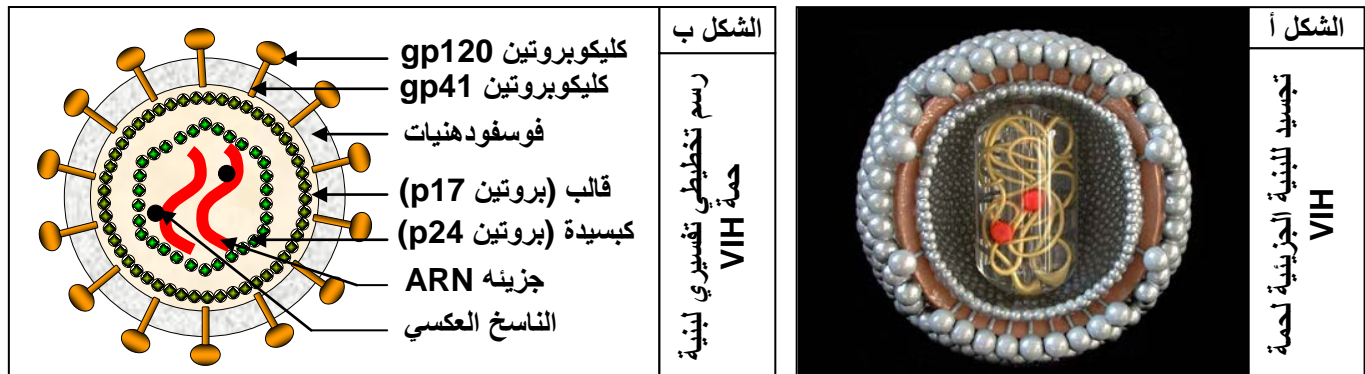 الشكل أ
تجسيد للبنية الجزيئية لحمة
VIH
الشكل ب
رسم تخطيطي تفسيري لبنية
حمة VIH
كليكوبروتين gp120
كليكوبروتين gp41
فوسفودهنيات
قالب (بروتين p17)
كبسيدة (بروتين p24)
جزيئه ARN
الناسخ العكسي